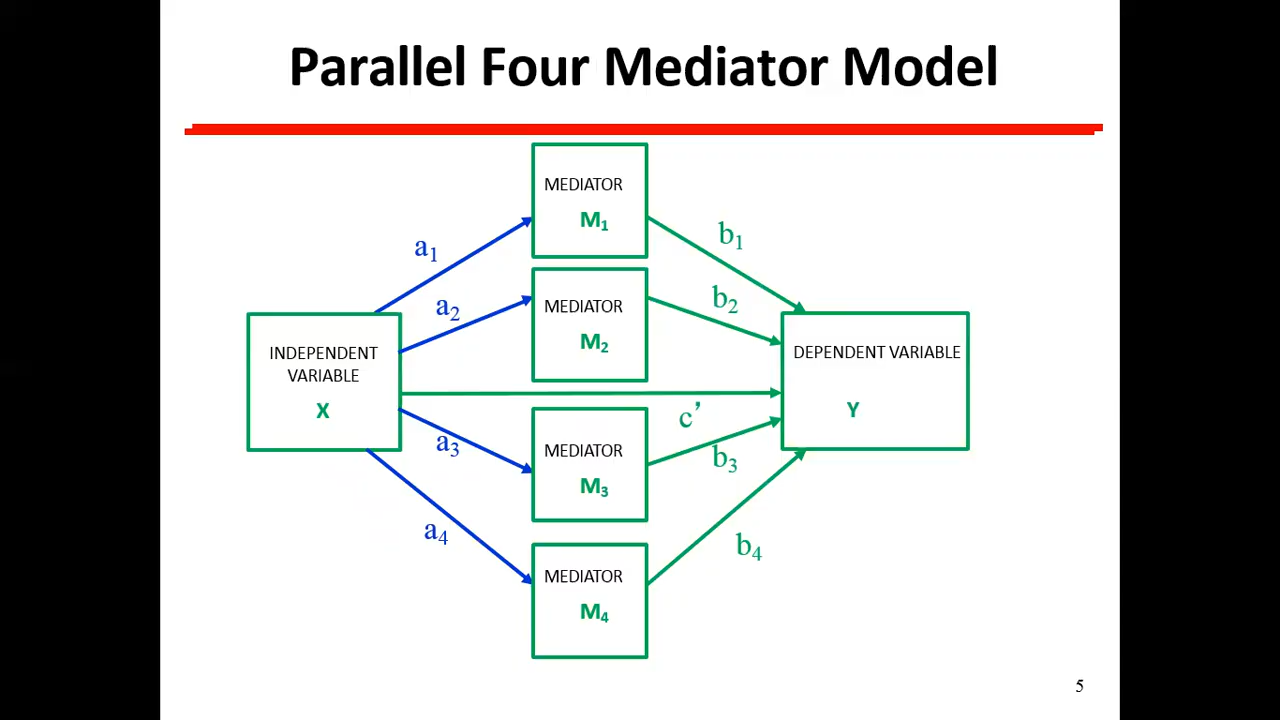 Parallel Four Mediator Model
MEDIATOR
M₁
a₁
b₁
MEDIATOR
M₂
a₂
b₂
INDEPENDENT
VARIABLE
X
DEPENDENT VARIABLE
Y
c’
MEDIATOR
M₃
a₃
b₃
MEDIATOR
M₄
a₄
b₄
5